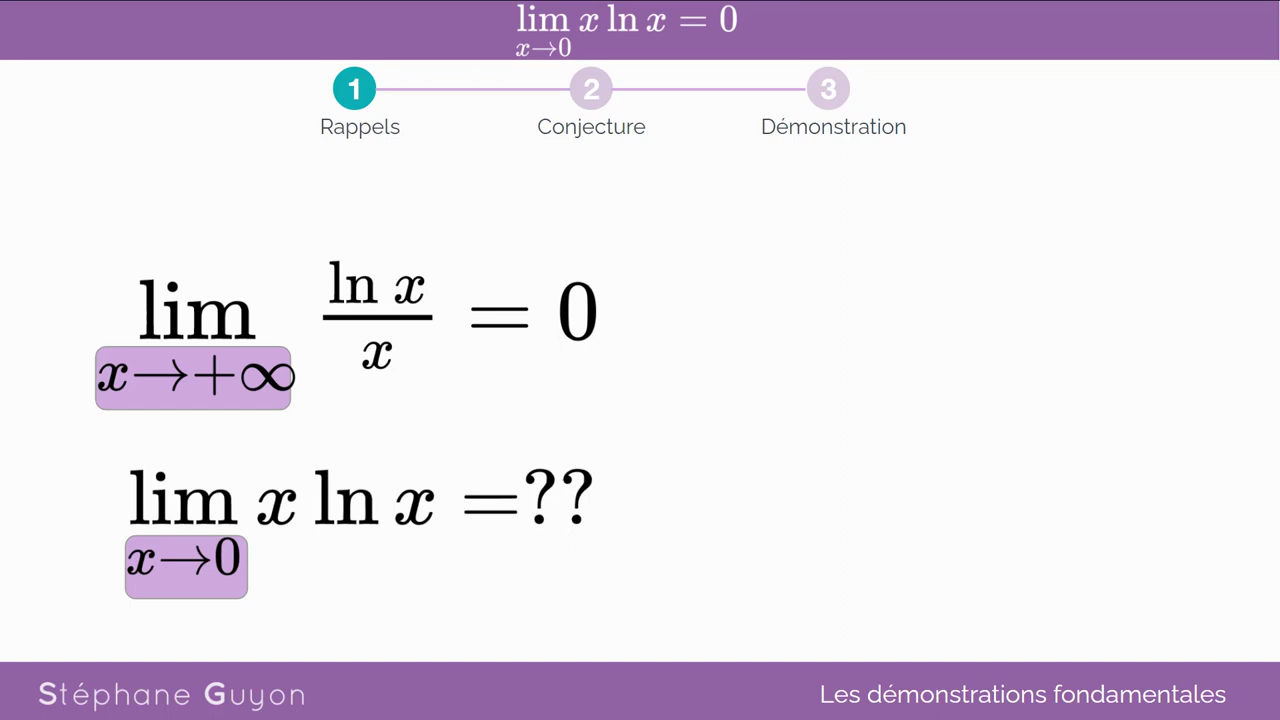 lim x ln x = 0
x→0
1 2 3
Rappels Conjecture Démonstration
lim ln x / x = 0
x→+∞
lim x ln x =??
x→0
Stéphane Guyon Les démonstrations fondamentales